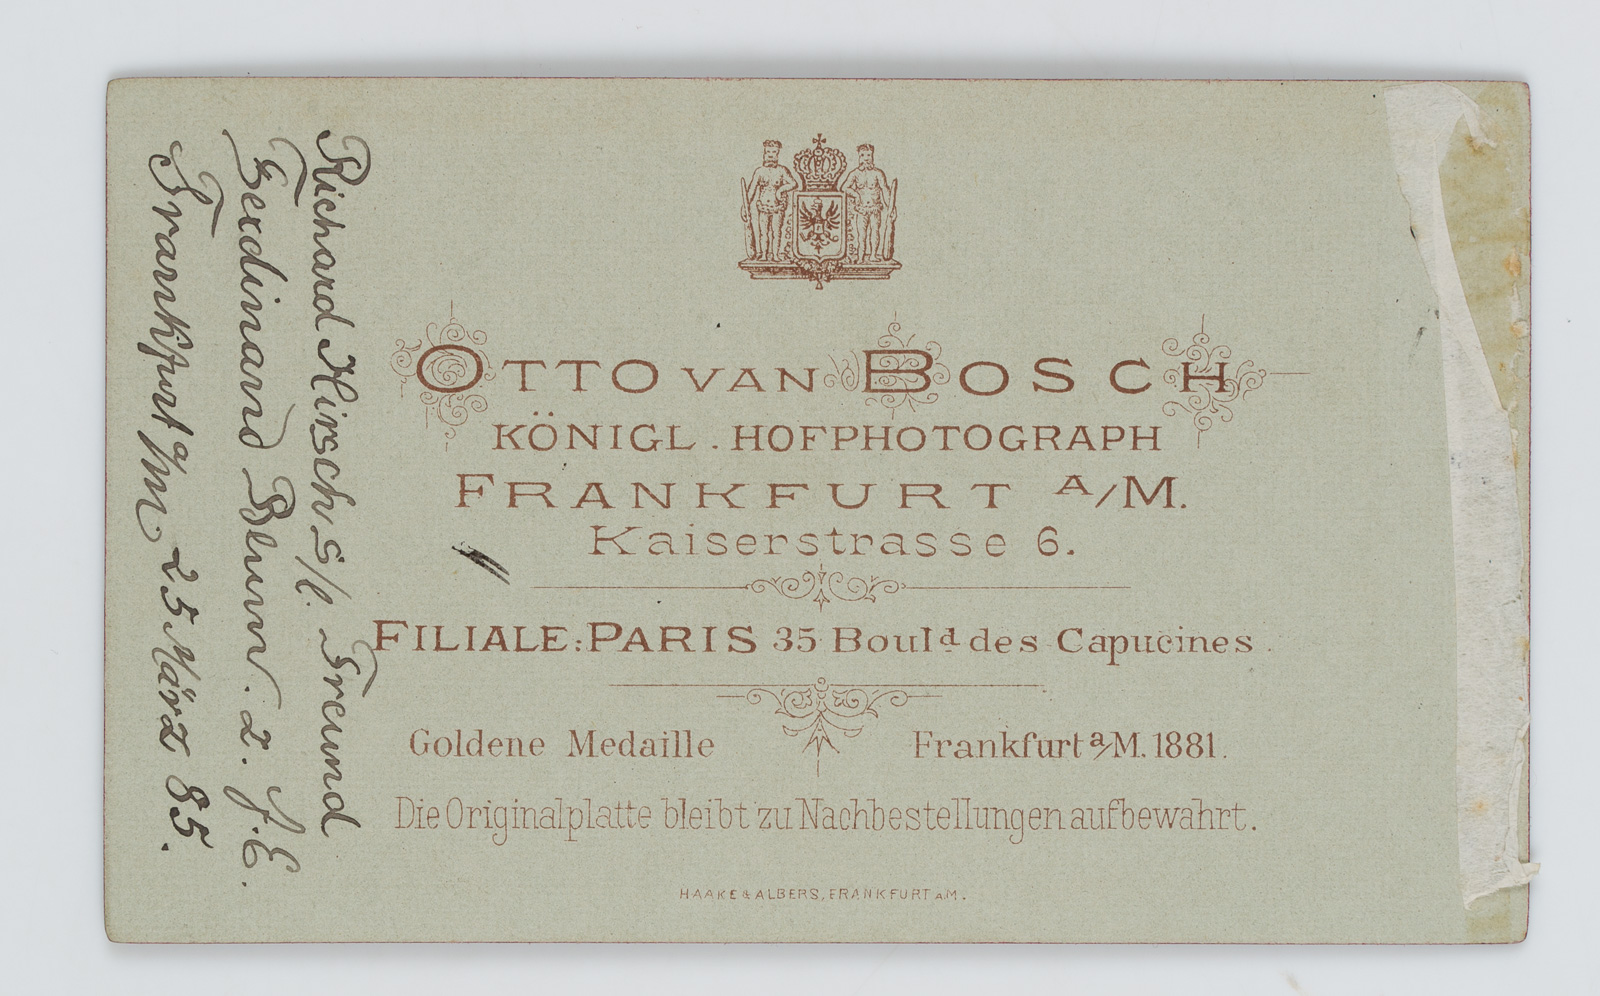 OTTO VAN BOSCH
KÖNIGL. HOFPHOTOGRAPH
FRANKFURT A/M.
Kaiserstrasse 6.
FILIALE: PARIS 35 Boul.d des Capucines.
Goldene Medaille Frankfurt a/M. 1881.
Die Originalplatte bleibt zu Nachbestellungen aufbewahrt.
HAAKE & ALBERS, FRANKFURT a.M.
Richard Hirsch s/l. Freund
Ferdinand Blum. z. f. E.
Frankfurt a/M 25 März 85.